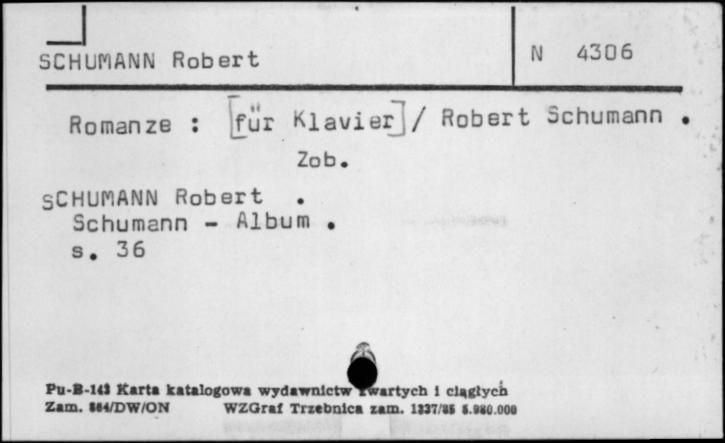 SCHUMANN Robert
N 4306
Romanze : [für Klavier] / Robert Schumann .
Zob.
SCHUMANN Robert .
Schumann - Album .
s. 36
Pu-B-143 Karta katalogowa wydawnictw zwartych i ciągłych
Zam. 864/DW/ON WZGraf Trzebnica zam. 1337/85 5.980.000